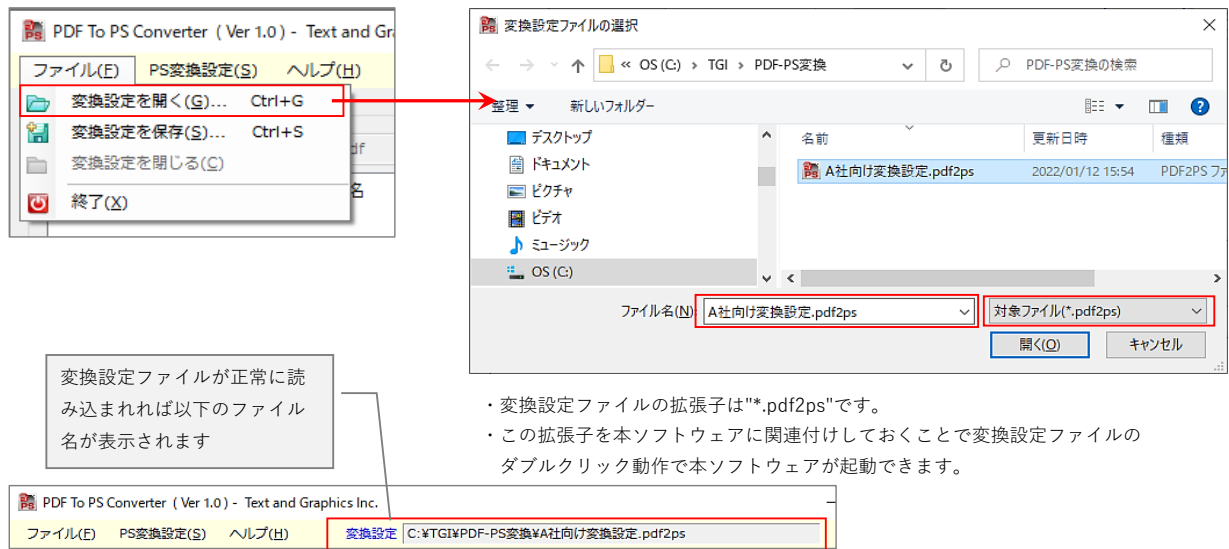 PDF To PS Converter ( Ver 1.0 ) - Text and Gr
ファイル(F) PS変換設定(S) ヘルプ(H)
変換設定を開く(G)... Ctrl+G
変換設定を保存(S)... Ctrl+S
変換設定を閉じる(C)
終了(X)
df
名
変換設定ファイルの選択
« OS (C:) › TGI › PDF-PS変換
PDF-PS変換の検索
整理 新しいフォルダー
名前 更新日時 種類
デスクトップ
ドキュメント
ピクチャ
ビデオ
ミュージック
OS (C:)
A社向け変換設定.pdf2ps 2022/01/12 15:54 PDF2PS ファ
ファイル名(N): A社向け変換設定.pdf2ps 対象ファイル(*.pdf2ps)
開く(O) キャンセル
変換設定ファイルが正常に読
み込まれれば以下のファイル
名が表示されます
・変換設定ファイルの拡張子は"*.pdf2ps"です。
・この拡張子を本ソフトウェアに関連付けしておくことで変換設定ファイルの
ダブルクリック動作で本ソフトウェアが起動できます。
PDF To PS Converter ( Ver 1.0 ) - Text and Graphics Inc.
ファイル(F) PS変換設定(S) ヘルプ(H) 変換設定 C:¥TGI¥PDF-PS変換¥A社向け変換設定.pdf2ps